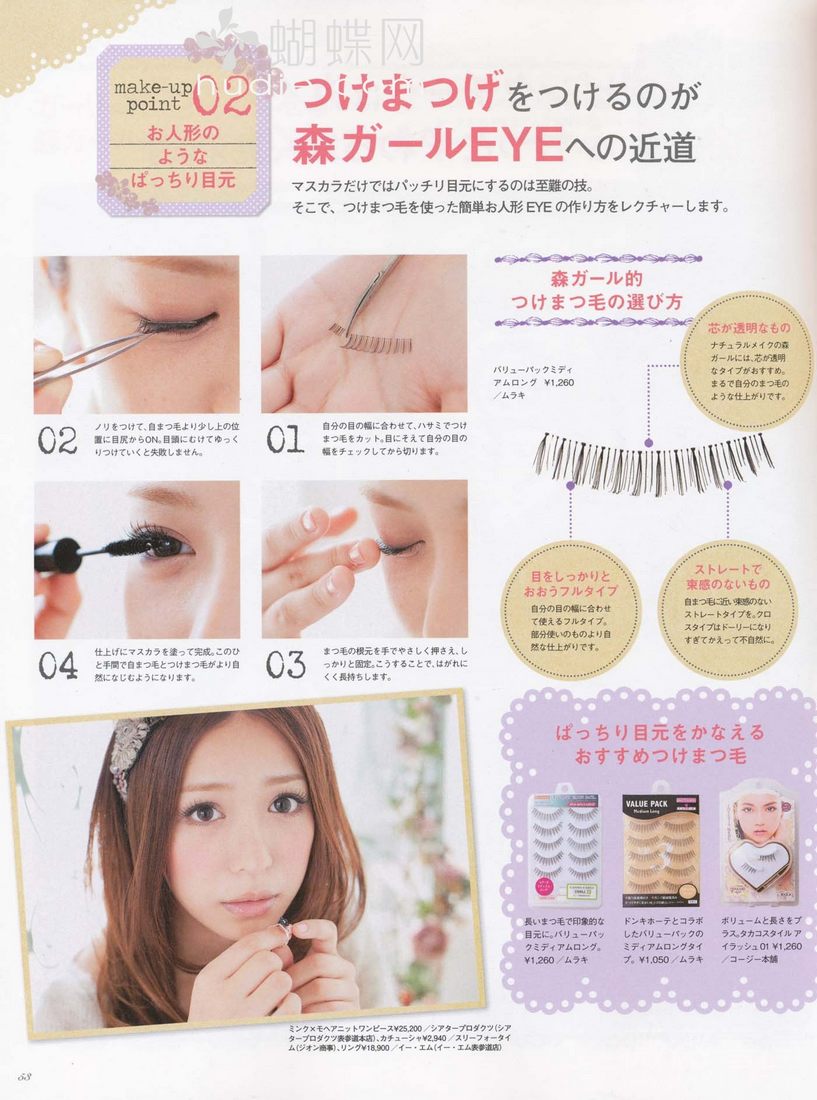 蝴蝶网
make-up
point 02
お人形の
ような
ぱっちり目元
つけまつげをつけるのが
森ガールEYEへの近道
マスカラだけではパッチリ目元にするのは至難の技。
そこで、つけまつ毛を使った簡単お人形EYEの作り方をレクチャーします。
01
自分の目の幅に合わせて、ハサミでつけ
まつ毛をカット。目にそえて自分の目の
幅をチェックしてから切ります。
02
ノリをつけて、自まつ毛より少し上の位
置に目尻からON。目頭にむけてゆっく
りつけていくと失敗しません。
03
まつ毛の根元を手でやさしく押さえ、し
っかりと固定。こうすることで、はがれに
くく長持ちします。
04
仕上げにマスカラを塗って完成。このひ
と手間で自まつ毛とつけまつ毛がより自
然になじむようになります。
森ガール的
つけまつ毛の選び方
バリューパックミディ
アムロング ¥1,260
/ムラキ
芯が透明なもの
ナチュラルメイクの森
ガールには、芯が透明
なタイプがおすすめ。
まるで自分のまつ毛の
ような仕上がりです。
目をしっかりと
おおうフルタイプ
自分の目の幅に合わせ
て使えるフルタイプ。
部分使いのものより自
然な仕上がりです。
ストレートで
束感のないもの
自まつ毛に近い束感のない
ストレートタイプを。クロ
スタイプはドーリーになり
すぎてかえって不自然に。
ぱっちり目元をかなえる
おすすめつけまつ毛
VALUE PACK
Medium Long
長いまつ毛で印象的な
目元に。バリューパッ
クミディアムロング。
¥1,260/ムラキ
ドンキホーテとコラボ
したバリューパックの
ミディアムロングタイ
プ。¥1,050/ムラキ
ボリュームと長さをプ
ラス。タカコスタイル ア
イラッシュ01 ¥1,260
/コージー本舗
ミンク×モヘアニットワンピース¥25,200/シアタープロダクツ(シア
タープロダクツ表参道本店)、カチューシャ¥2,940/スリーフォータイ
ム(ジオン商事)、リング¥18,900/イー・エム(イー・エム表参道店)
53